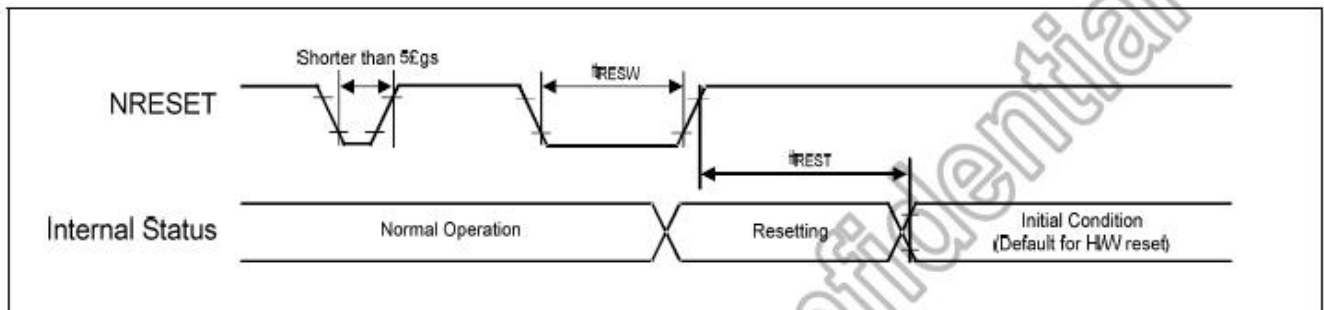 Shorter than 5£gs
tRESW
NRESET
tREST
Internal Status
Normal Operation
Resetting
Initial Condition
(Default for H/W reset)